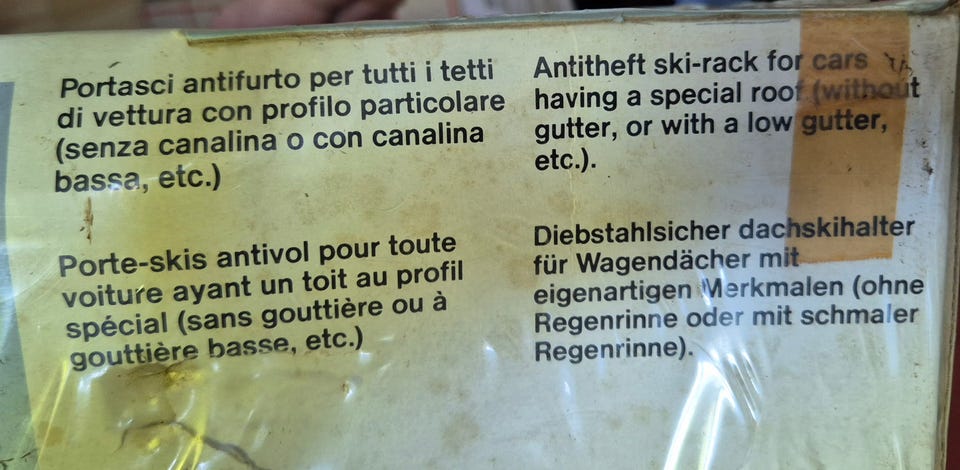 Portasci antifurto per tutti i tetti
di vettura con profilo particolare
(senza canalina o con canalina
bassa, etc.)
Antitheft ski-rack for cars
having a special roof (without
gutter, or with a low gutter,
etc.).
Porte-skis antivol pour toute
voiture ayant un toit au profil
spécial (sans gouttière ou à
gouttière basse, etc.)
Diebstahlsicher dachskihalter
für Wagendächer mit
eigenartigen Merkmalen (ohne
Regenrinne oder mit schmaler
Regenrinne).